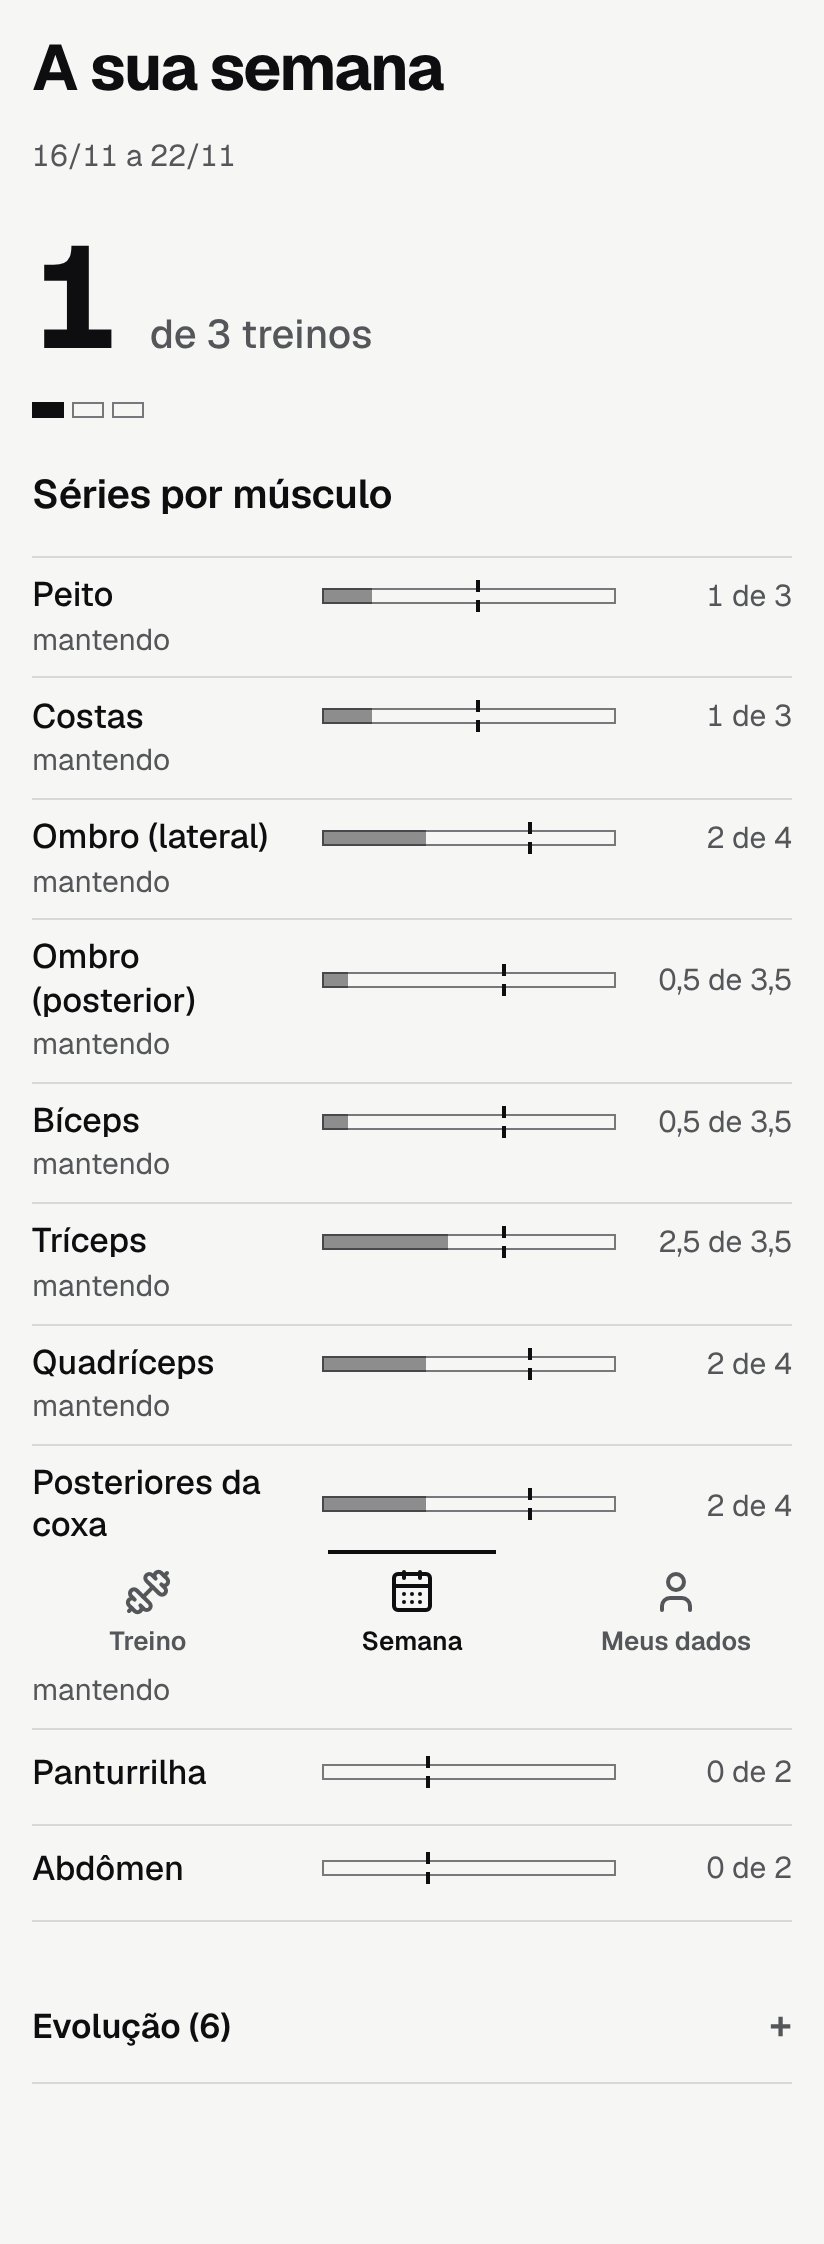 A sua semana
16/11 a 22/11
1 de 3 treinos
Séries por músculo
Peito 1 de 3
mantendo
Costas 1 de 3
mantendo
Ombro (lateral) 2 de 4
mantendo
Ombro
(posterior) 0,5 de 3,5
mantendo
Bíceps 0,5 de 3,5
mantendo
Tríceps 2,5 de 3,5
mantendo
Quadríceps 2 de 4
mantendo
Posteriores da
coxa 2 de 4
Treino Semana Meus dados
mantendo
Panturrilha 0 de 2
Abdômen 0 de 2
Evolução (6) +